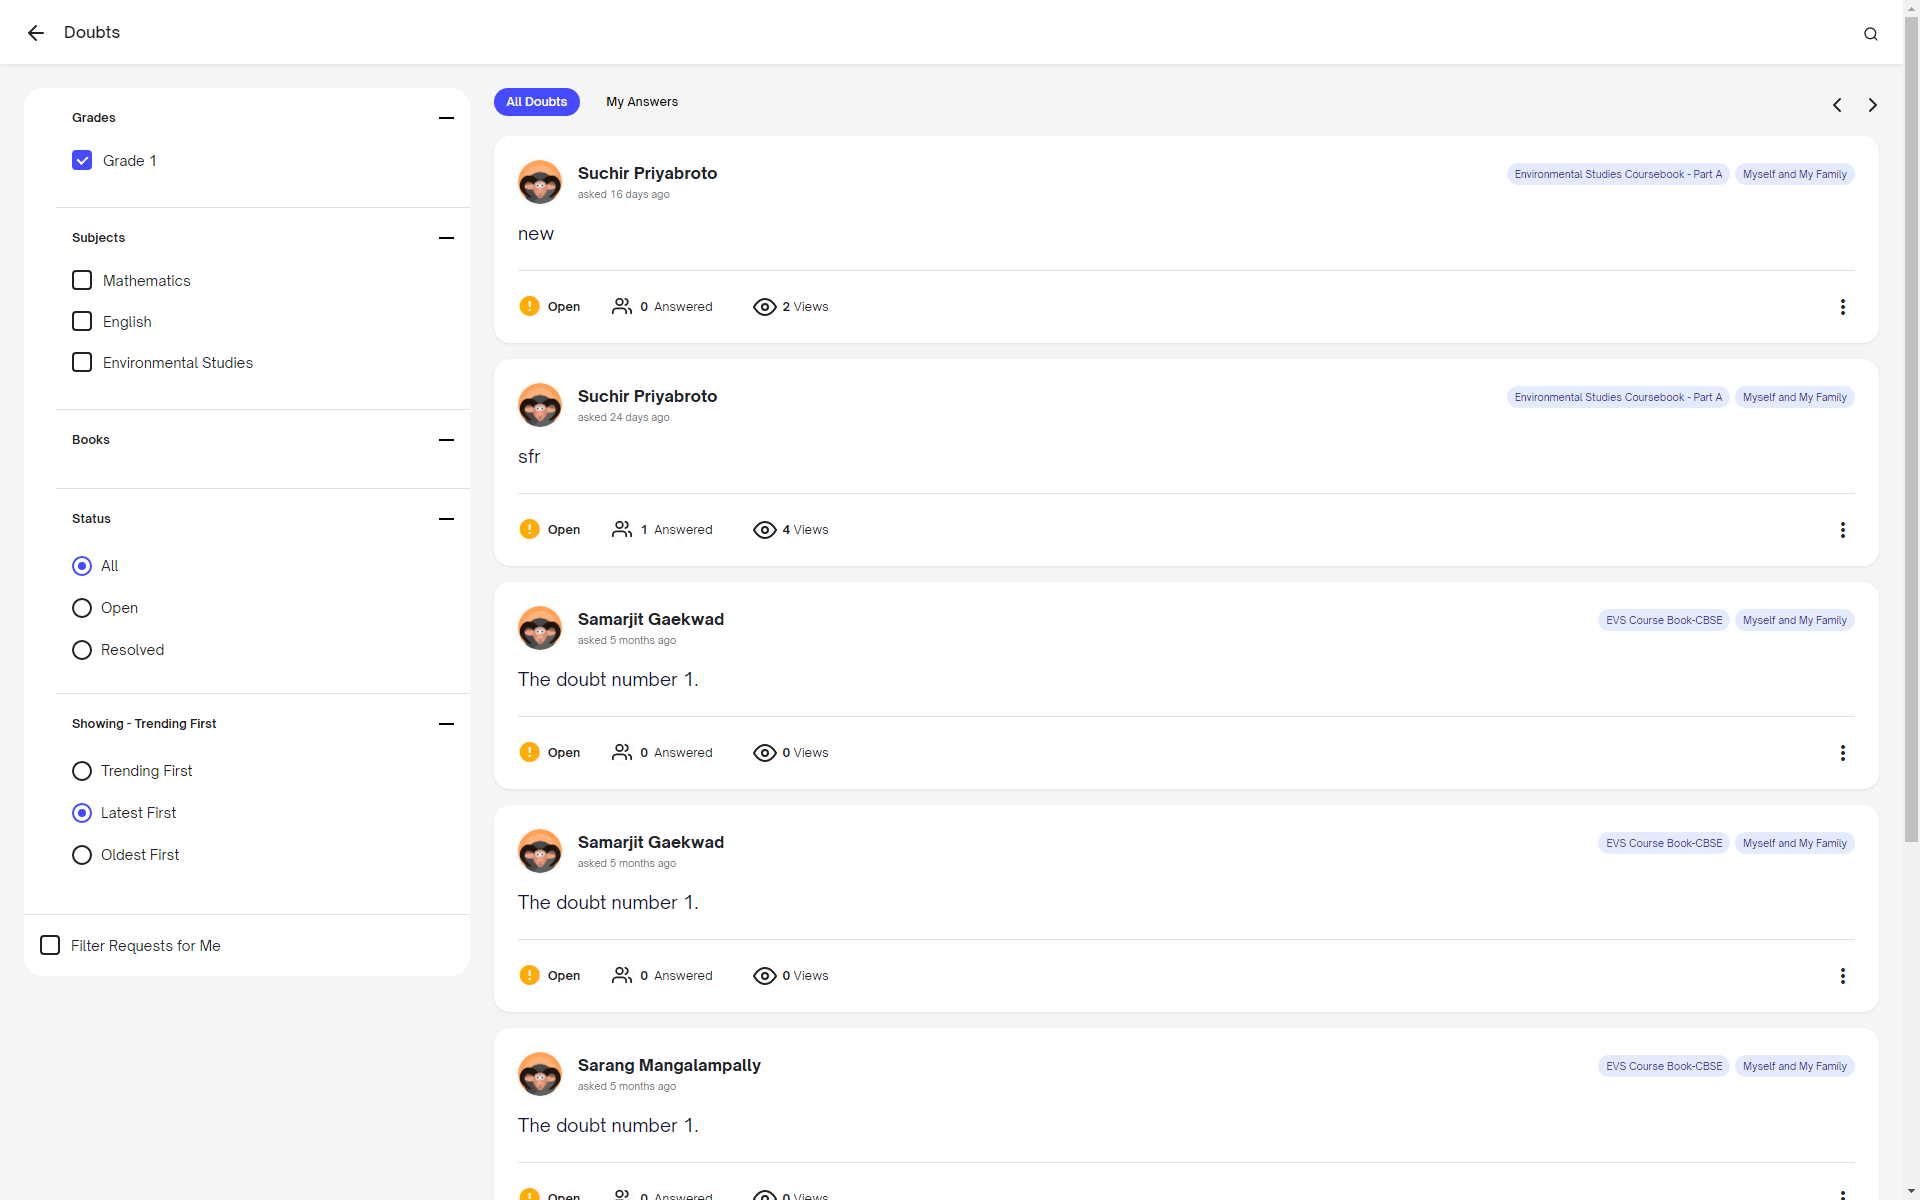 Doubts
Grades
Grade 1
Subjects
Mathematics
English
Environmental Studies
Books
Status
All
Open
Resolved
Showing - Trending First
Trending First
Latest First
Oldest First
Filter Requests for Me
All Doubts My Answers
Suchir Priyabroto Environmental Studies Coursebook - Part A Myself and My Family
asked 16 days ago
new
Open 0 Answered 2 Views
Suchir Priyabroto Environmental Studies Coursebook - Part A Myself and My Family
asked 24 days ago
sfr
Open 1 Answered 4 Views
Samarjit Gaekwad EVS Course Book-CBSE Myself and My Family
asked 5 months ago
The doubt number 1.
Open 0 Answered 0 Views
Samarjit Gaekwad EVS Course Book-CBSE Myself and My Family
asked 5 months ago
The doubt number 1.
Open 0 Answered 0 Views
Sarang Mangalampally EVS Course Book-CBSE Myself and My Family
asked 5 months ago
The doubt number 1.
Open 0 Answered 0 Views